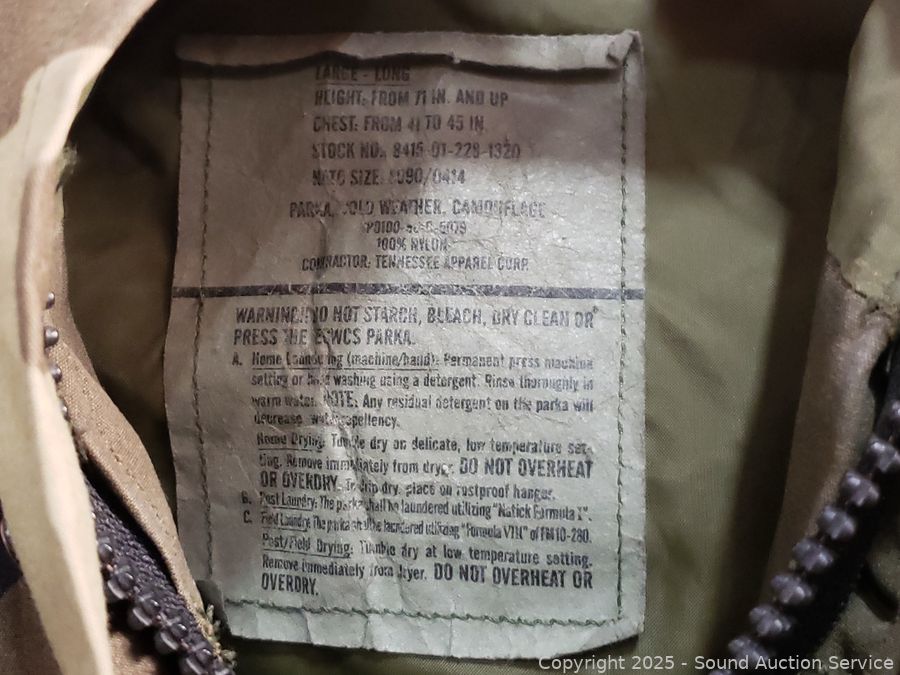 LARGE - LONG
HEIGHT: FROM 71 IN. AND UP
CHEST: FROM 41 TO 45 IN.
STOCK NO.: 8415-01-228-1320
NATO SIZE: 8090/0414
PARKA, COLD WEATHER, CAMOUFLAGE
100% NYLON
CONTRACTOR: TENNESSEE APPAREL CORP.
WARNING: DO NOT STARCH, BLEACH, DRY CLEAN OR
PRESS THE ECWCS PARKA.
A. Home Laundering (machine/hand): Permanent press machine
setting or hand washing using a detergent. Rinse thoroughly in
warm water. NOTE: Any residual detergent on the parka will
decrease water repellency.
Home Drying: Tumble dry on delicate, low temperature set-
ting. Remove immediately from dryer. DO NOT OVERHEAT
OR OVERDRY. To drip dry, place on rustproof hanger.
B. Post Laundry: The parka shall be laundered utilizing "Natick Formula I".
C. Field Laundry: The parka shall be laundered utilizing "Formula VIII" of FM10-280.
Post/Field Drying: Tumble dry at low temperature setting.
Remove immediately from dryer. DO NOT OVERHEAT OR
OVERDRY.
Copyright © 2025 - Sound Auction Service